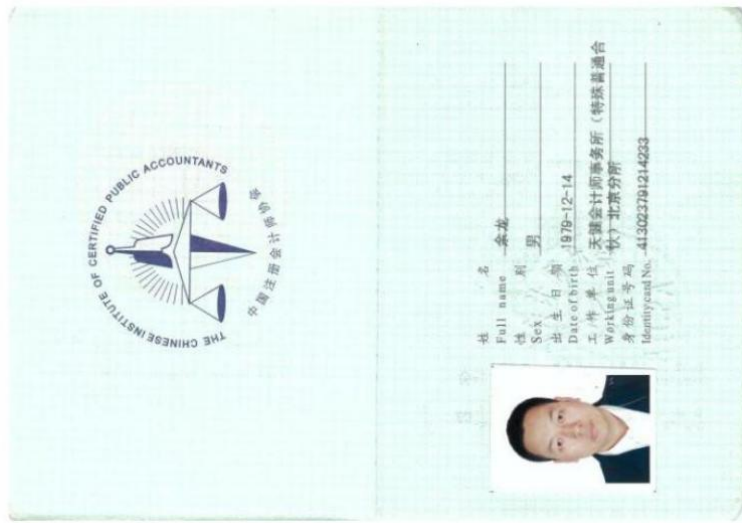 THE CHINESE INSTITUTE OF CERTIFIED PUBLIC ACCOUNTANTS
中国注册会计师协会
姓 名
Full name 余龙
性 别
Sex 男
出 生 日 期
Date of birth 1979-12-14
工 作 单 位
Working unit 天健会计师事务所（特殊普通合
伙）北京分所
身份证号码
Identity card No. 413023791214233